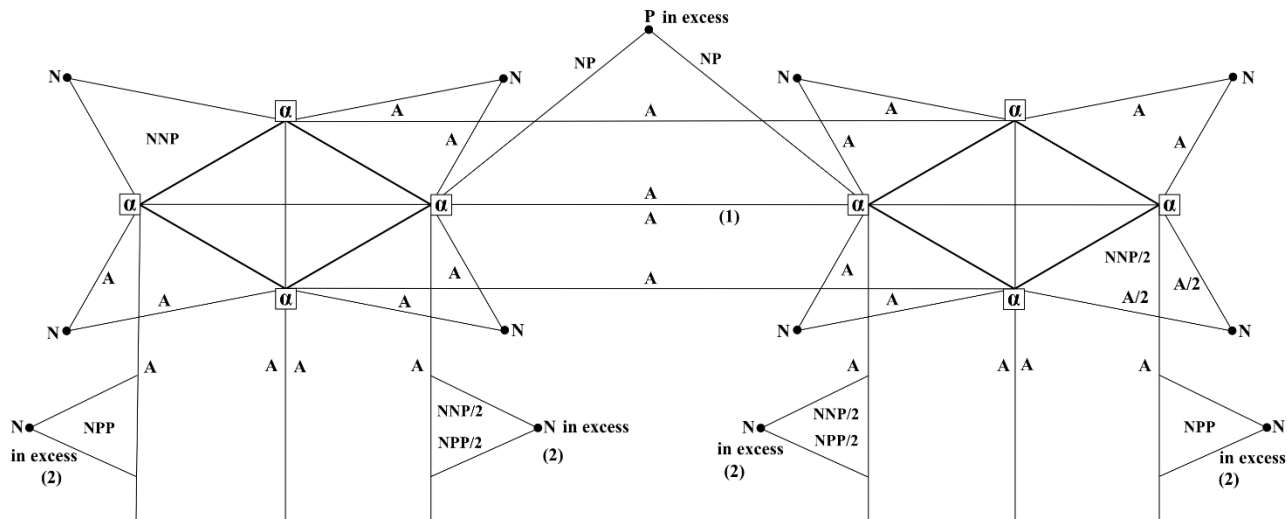 P in excess
NP NP
N N N N
α A A α A A
NNP A A A
α α A α α
A (1)
A A A A NNP/2 A/2
A A α A A A α A/2
N N N N
A A A A A A A A
NNP/2 NNP/2
N NPP N in excess N NPP N
NPP/2 NPP/2
in excess (2) in excess in excess
(2) (2) (2)